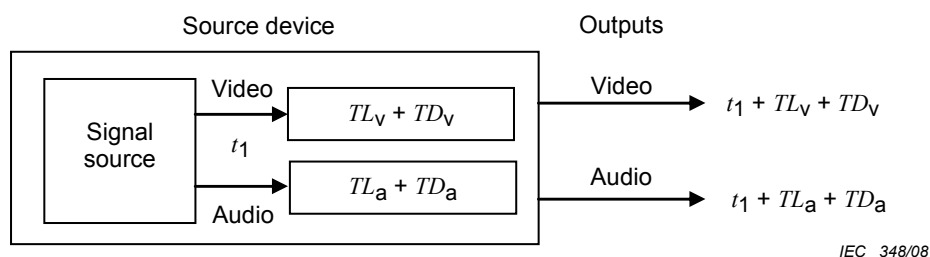 Source device
Outputs
Signal
source
Video
t1
Audio
TLv + TDv
TLa + TDa
Video
t1 + TLv + TDv
Audio
t1 + TLa + TDa
IEC 348/08